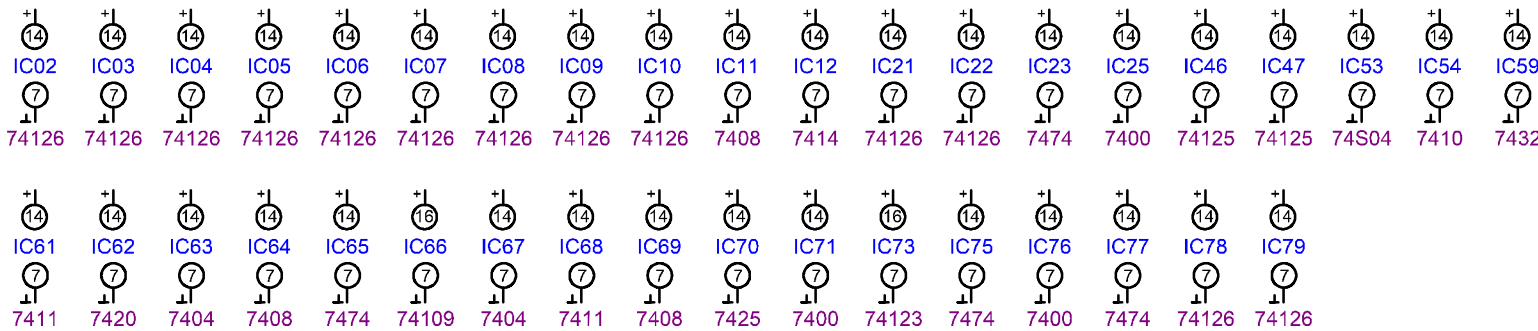 + + + + + + + + + + + + + + + + + + + +
14 14 14 14 14 14 14 14 14 14 14 14 14 14 14 14 14 14 14 14
IC02 IC03 IC04 IC05 IC06 IC07 IC08 IC09 IC10 IC11 IC12 IC21 IC22 IC23 IC25 IC46 IC47 IC53 IC54 IC59
7 7 7 7 7 7 7 7 7 7 7 7 7 7 7 7 7 7 7 7
74126 74126 74126 74126 74126 74126 74126 74126 74126 7408 7414 74126 74126 7474 7400 74125 74125 74S04 7410 7432
+ + + + + + + + + + + + + + + + +
14 14 14 14 14 16 14 14 14 14 14 16 14 14 14 14 14
IC61 IC62 IC63 IC64 IC65 IC66 IC67 IC68 IC69 IC70 IC71 IC73 IC75 IC76 IC77 IC78 IC79
7 7 7 7 7 7 7 7 7 7 7 7 7 7 7 7 7
7411 7420 7404 7408 7474 74109 7404 7411 7408 7425 7400 74123 7474 7400 7474 74126 74126